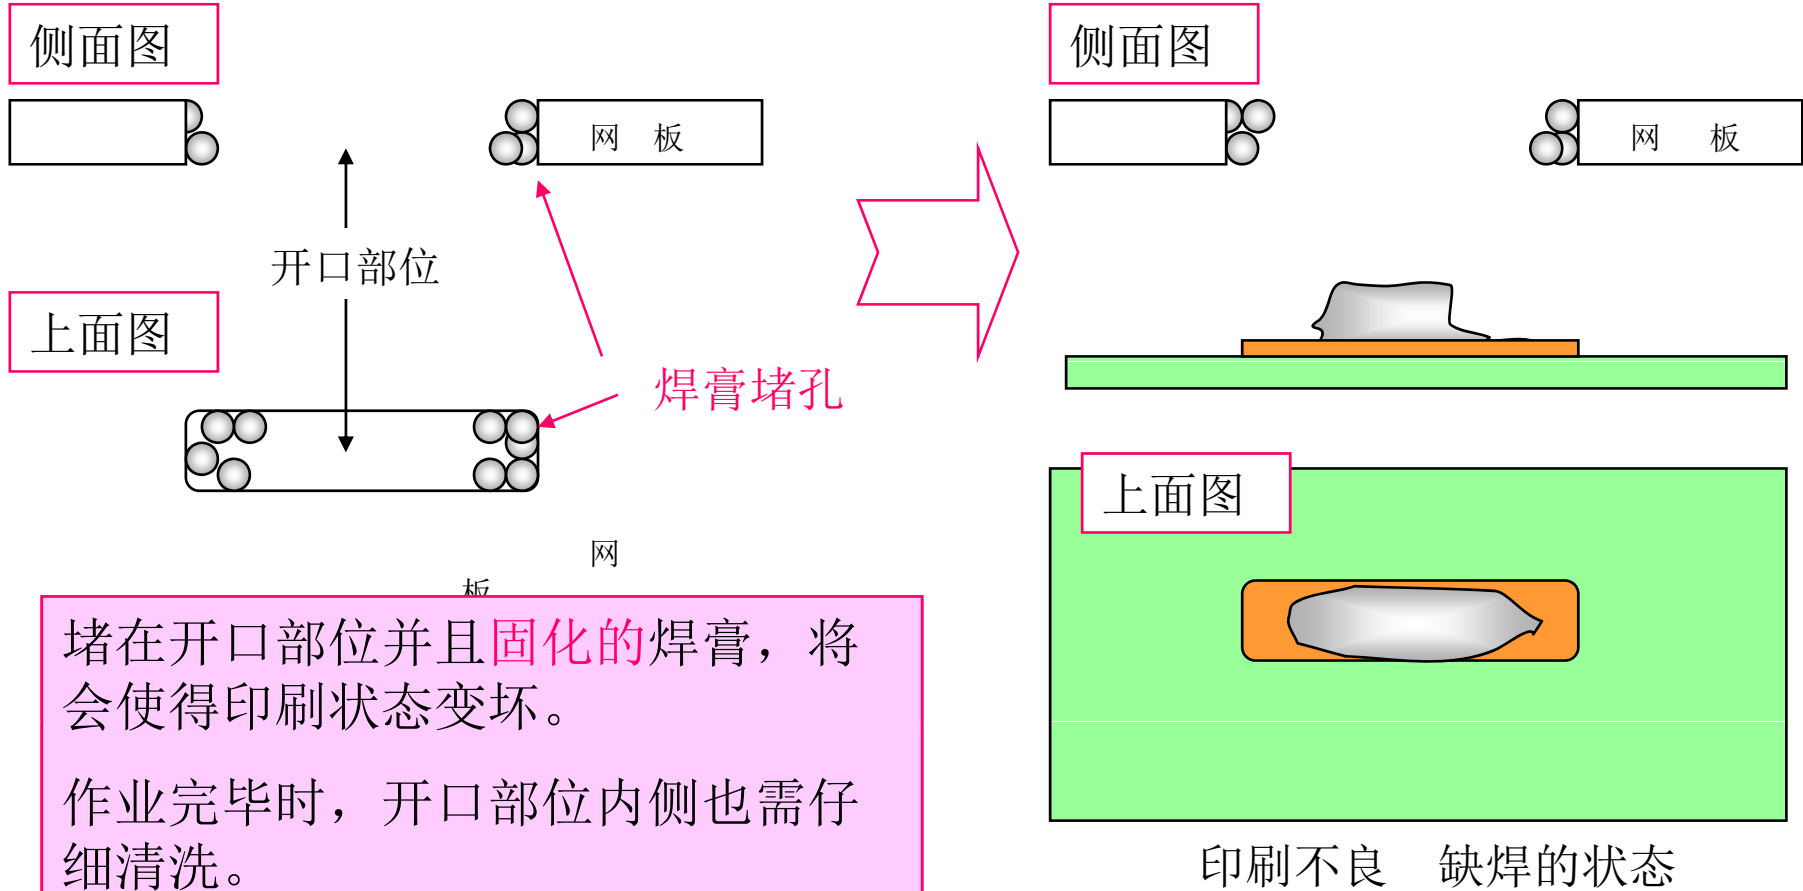 侧面图
网 板
开口部位
上面图
焊膏堵孔
网
板
堵在开口部位并且固化的焊膏，将
会使得印刷状态变坏。
作业完毕时，开口部位内侧也需仔
细清洗。
侧面图
网 板
上面图
印刷不良 缺焊的状态